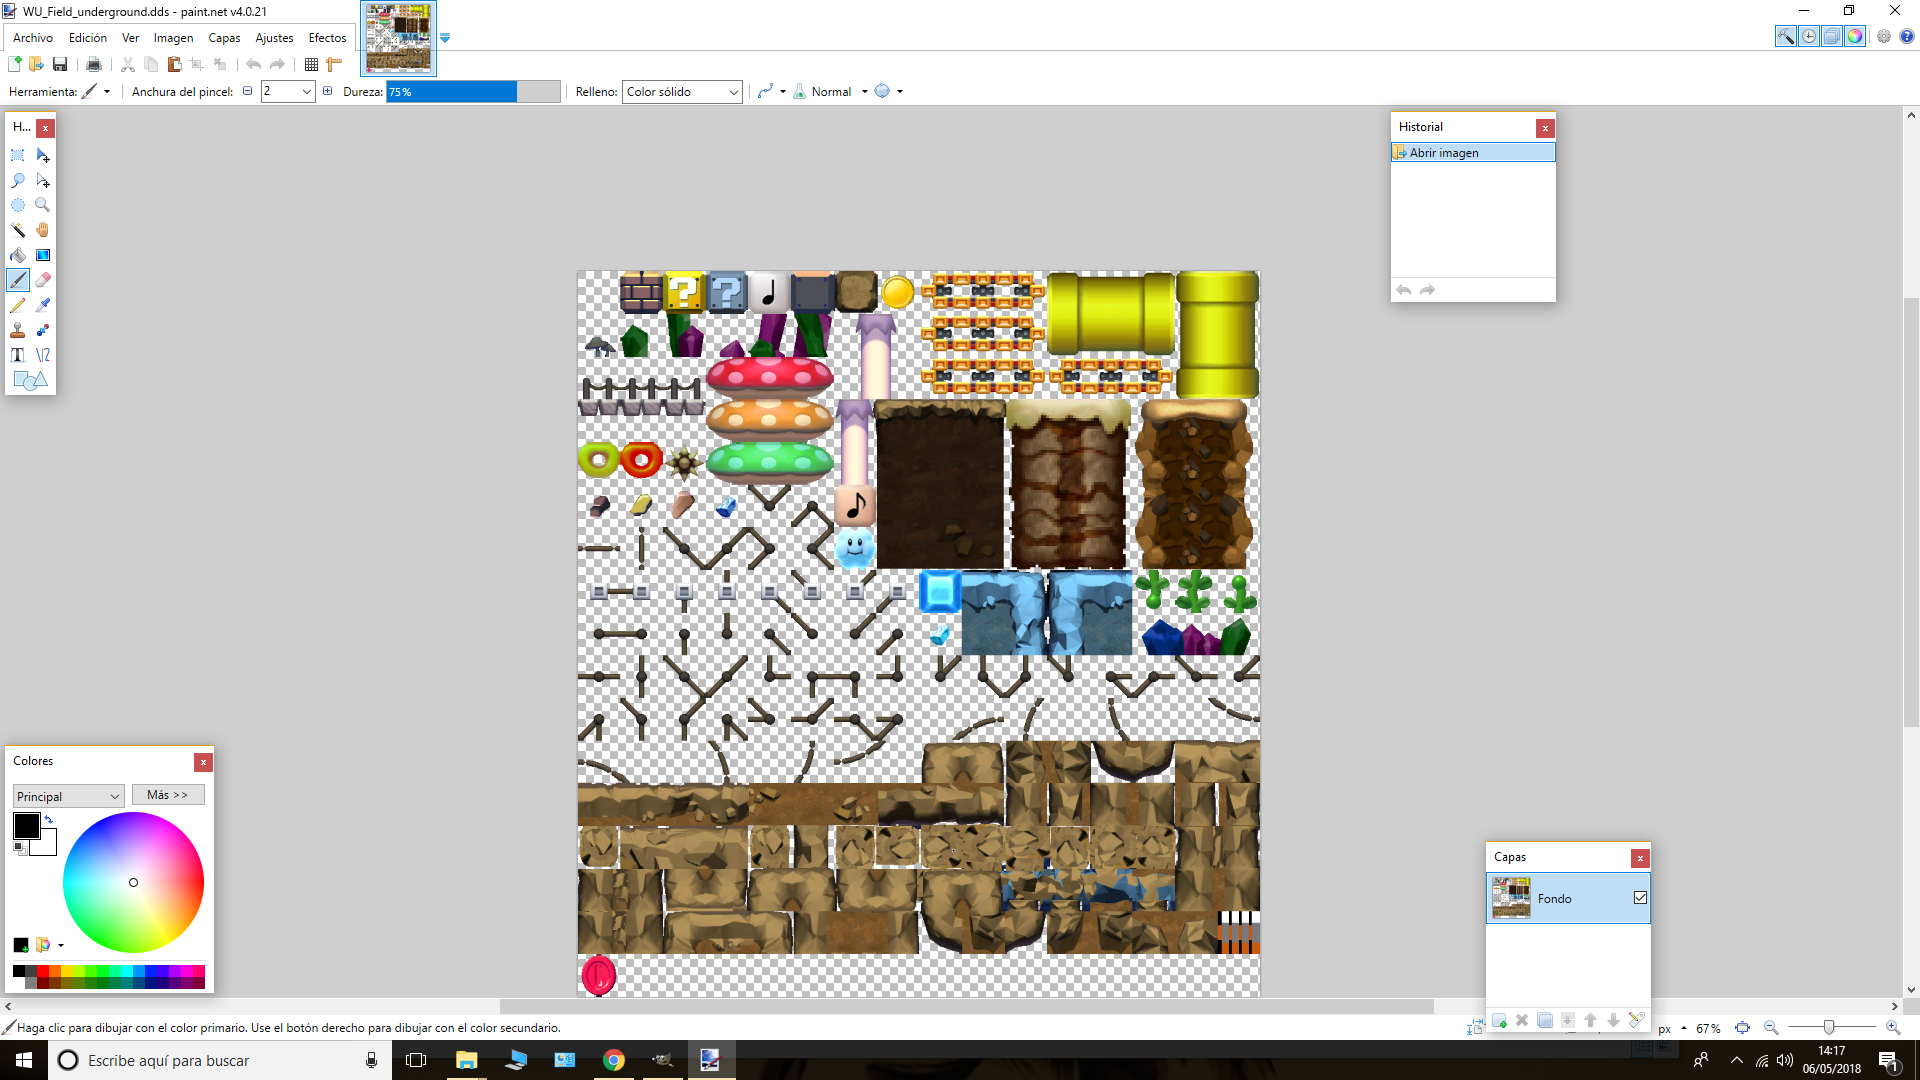 WU_Field_underground.dds - paint.net v4.0.21
Archivo Edición Ver Imagen Capas Ajustes Efectos
Herramienta: Anchura del pincel: 2 Dureza: 75% Relleno: Color sólido Normal
H...
Historial
Abrir imagen
Colores
Principal
Más >>
Capas
Fondo
Haga clic para dibujar con el color primario. Use el botón derecho para dibujar con el color secundario.
px 67%
Escribe aquí para buscar
14:17
06/05/2018
1